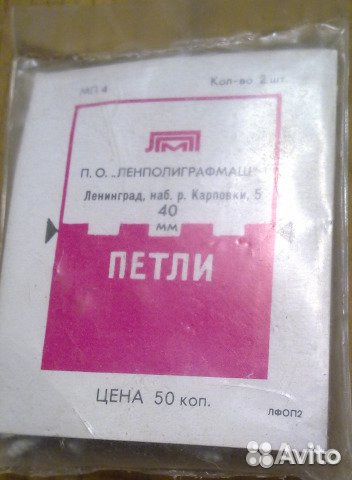 МП 4 Кол-во 2 шт.
ЛПМ
П. О. „ЛЕНПОЛИГРАФМАШ"
Ленинград, наб. р. Карповки, 5
40
мм
ПЕТЛИ
ЦЕНА 50 коп.
ЛФОП2
Avito